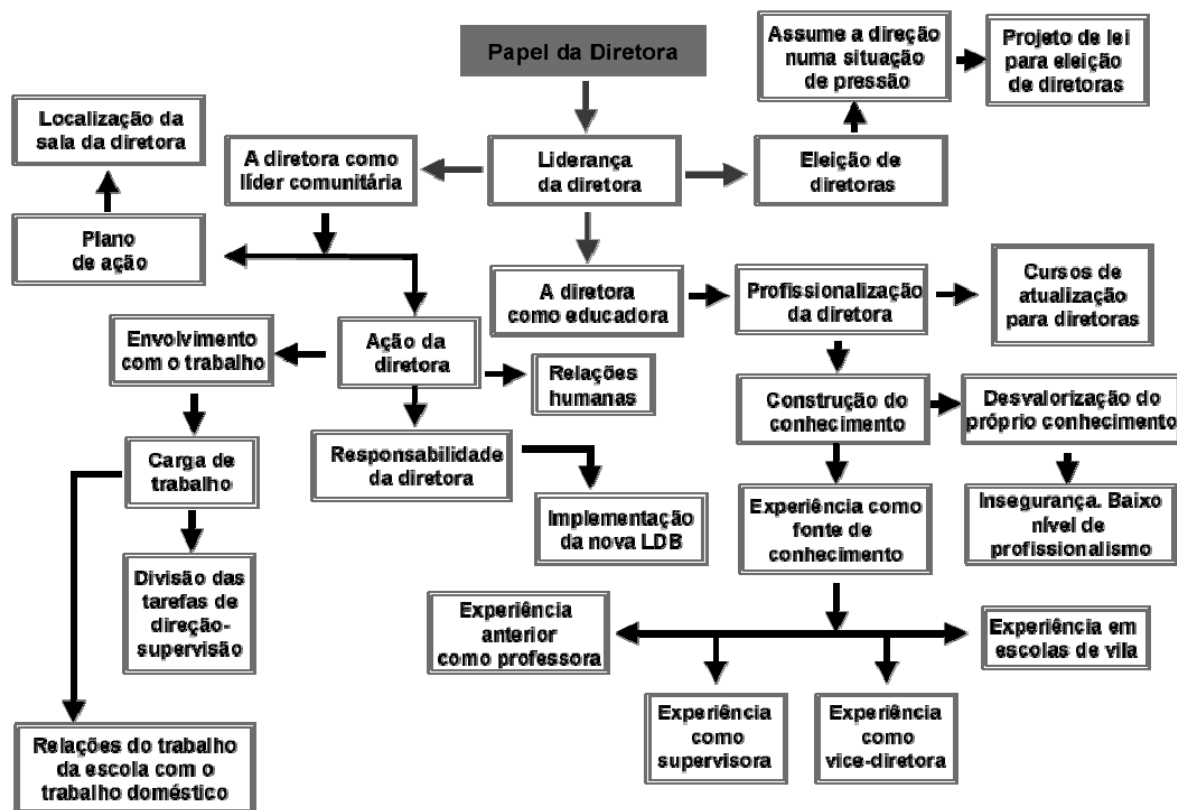 Papel da Diretora
Assume a direção
numa situação
de pressão
Projeto de lei
para eleição
de diretoras
Localização da
sala da diretora
A diretora como
líder comunitária
Liderança
da diretora
Eleição de
diretoras
Plano
de ação
A diretora
como educadora
Profissionalização
da diretora
Cursos de
atualização
para diretoras
Envolvimento
com o trabalho
Ação da
diretora
Relações
humanas
Construção do
conhecimento
Desvalorização do
próprio conhecimento
Carga de
trabalho
Responsabilidade
da diretora
Implementação
da nova LDB
Experiência como
fonte de
conhecimento
Insegurança. Baixo
nível de
profissionalismo
Divisão das
tarefas de
direção-
supervisão
Experiência
anterior
como professora
Experiência em
escolas de vila
Relações do trabalho
da escola com o
trabalho doméstico
Experiência
como
supervisora
Experiência
como
vice-diretora